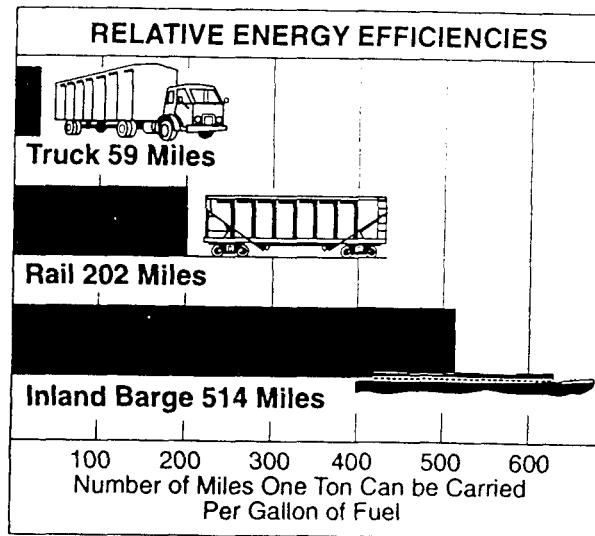 RELATIVE ENERGY EFFICIENCIES
Truck 59 Miles
Rail 202 Miles
Inland Barge 514 Miles
100 200 300 400 500 600
Number of Miles One Ton Can be Carried
Per Gallon of Fuel